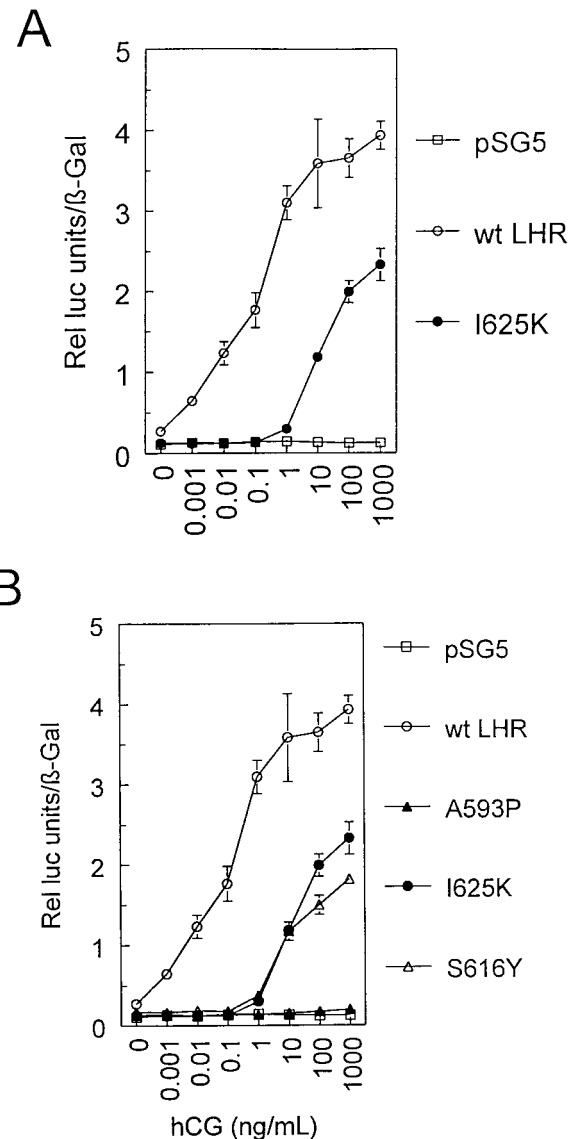 A
5
4
3
2
1
0
Rel luc units/ß-Gal
0
0.001
0.01
0.1
1
10
100
1000
pSG5
wt LHR
I625K
B
5
4
3
2
1
0
Rel luc units/ß-Gal
0
0.001
0.01
0.1
1
10
100
1000
hCG (ng/mL)
pSG5
wt LHR
A593P
I625K
S616Y